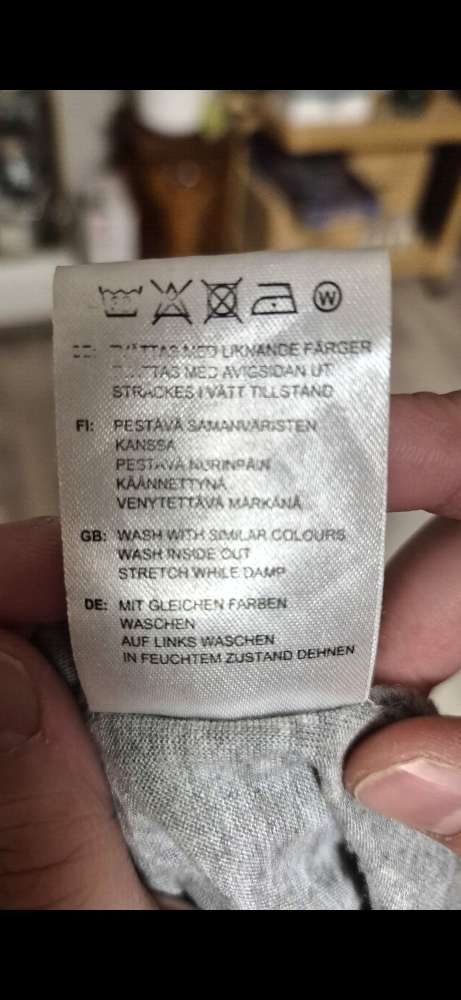 W
TVÄTTAS MED LIKNANDE FÄRGER
TVÄTTAS MED AVIGSIDAN UT
STRÄCKES I VÅTT TILLSTÅND
FI: PESTÄVÄ SAMANVÄRISTEN
KANSSA
PESTÄVÄ NURINPÄIN
KÄÄNNETTYNÄ
VENYTETTÄVÄ MÄRKÄNÄ
GB: WASH WITH SIMILAR COLOURS
WASH INSIDE OUT
STRETCH WHILE DAMP
DE: MIT GLEICHEN FARBEN
WASCHEN
AUF LINKS WASCHEN
IN FEUCHTEM ZUSTAND DEHNEN